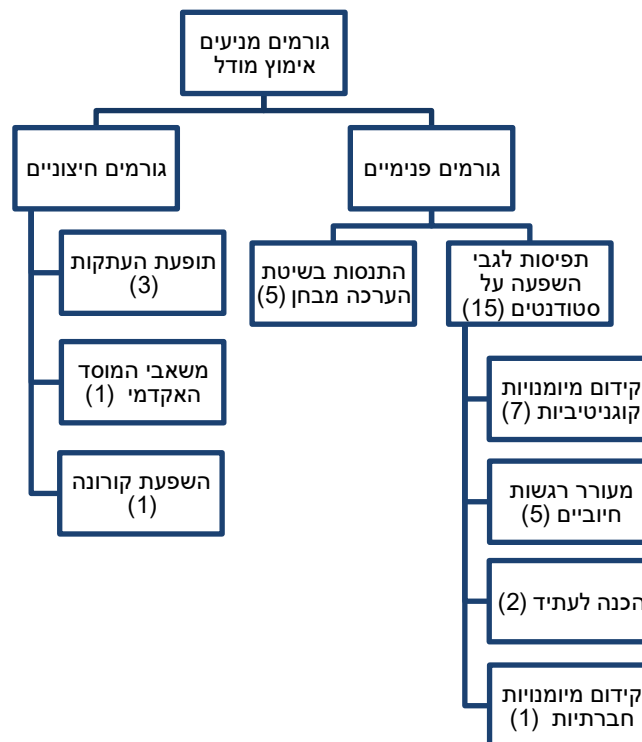 גורמים מניעים
אימוץ מודל
גורמים פנימיים
גורמים חיצוניים
תפיסות לגבי
השפעה על
סטודנטים (15)
התנסות בשיטת
הערכה מבחן (5)
קידום מיומנויות
קוגניטיביות (7)
מעורר רגשות
חיוביים (5)
הכנה לעתיד (2)
קידום מיומנויות
חברתיות (1)
תופעת העתקות
(3)
משאבי המוסד
האקדמי (1)
השפעת קורונה
(1)